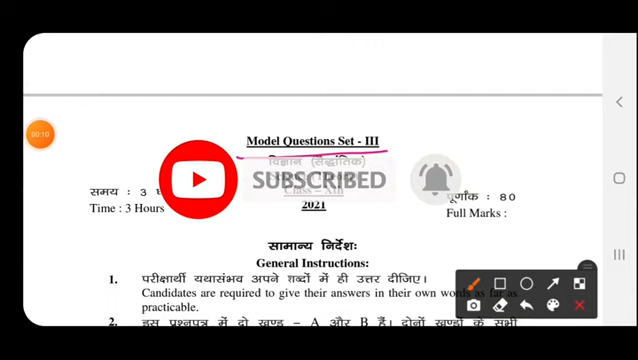 00:10
Model Questions Set - III
विज्ञान (सैद्धांतिक)
SUBSCRIBED
Class – Xth
2021
समय : 3
Time : 3 Hours
पूर्णांक : 80
Full Marks :
सामान्य निर्देशः
General Instructions:
1. परीक्षार्थी यथासंभव अपने शब्दों में ही उत्तर दीजिए।
Candidates are required to give their answers in their own words as far as
practicable.
2. इस प्रश्नपत्र में दो खण्ड – A और B हैं। दोनों खण्डों के सभी